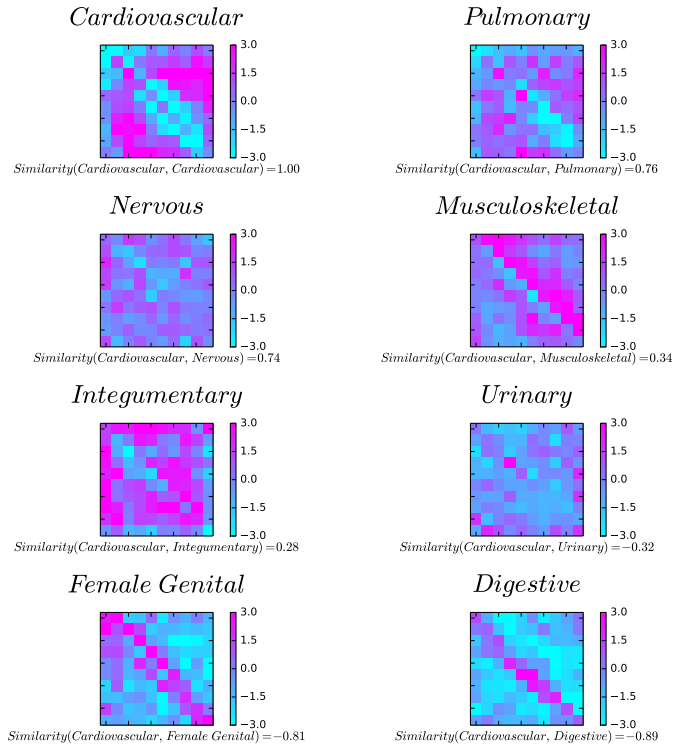 Cardiovascular
3.0
1.5
0.0
−1.5
−3.0
Similarity(Cardiovascular, Cardiovascular)=1.00
Pulmonary
3.0
1.5
0.0
−1.5
−3.0
Similarity(Cardiovascular, Pulmonary)=0.76
Nervous
3.0
1.5
0.0
−1.5
−3.0
Similarity(Cardiovascular, Nervous)=0.74
Musculoskeletal
3.0
1.5
0.0
−1.5
−3.0
Similarity(Cardiovascular, Musculoskeletal)=0.34
Integumentary
3.0
1.5
0.0
−1.5
−3.0
Similarity(Cardiovascular, Integumentary)=0.28
Urinary
3.0
1.5
0.0
−1.5
−3.0
Similarity(Cardiovascular, Urinary)=−0.32
Female Genital
3.0
1.5
0.0
−1.5
−3.0
Similarity(Cardiovascular, Female Genital)=−0.81
Digestive
3.0
1.5
0.0
−1.5
−3.0
Similarity(Cardiovascular, Digestive)=−0.89